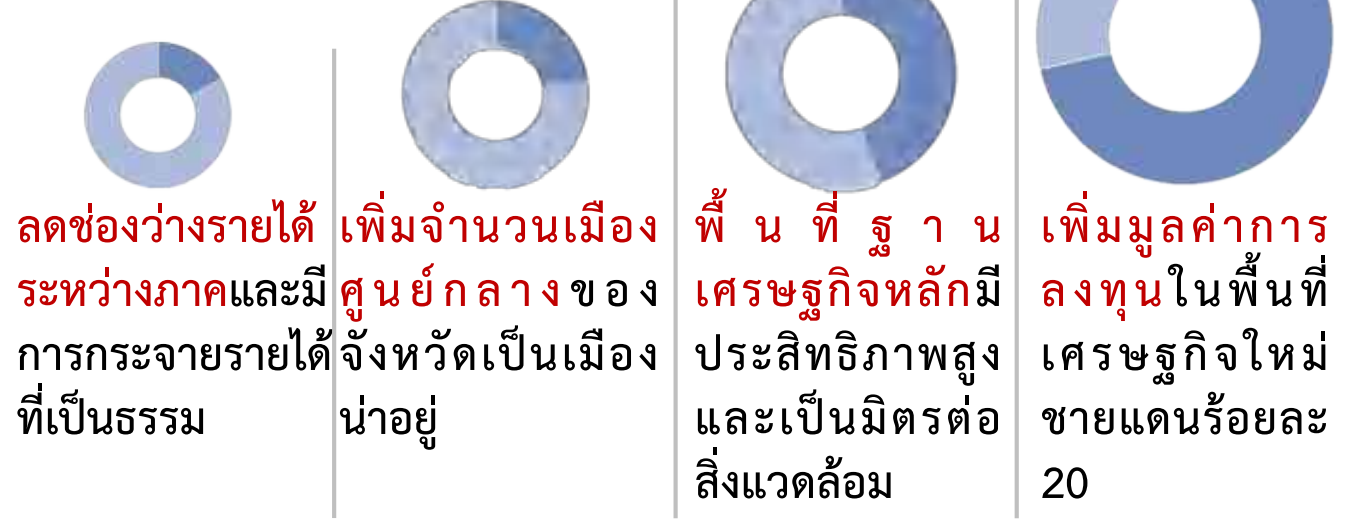 ลดช่องว่างรายได้
ระหว่างภาคและมี
การกระจายรายได้
ที่เป็นธรรม
เพิ่มจำนวนเมือง
ศูนย์กลางของ
จังหวัดเป็นเมือง
น่าอยู่
พื้นที่ฐาน
เศรษฐกิจหลักมี
ประสิทธิภาพสูง
และเป็นมิตรต่อ
สิ่งแวดล้อม
เพิ่มมูลค่าการ
ลงทุนในพื้นที่
เศรษฐกิจใหม่
ชายแดนร้อยละ
20